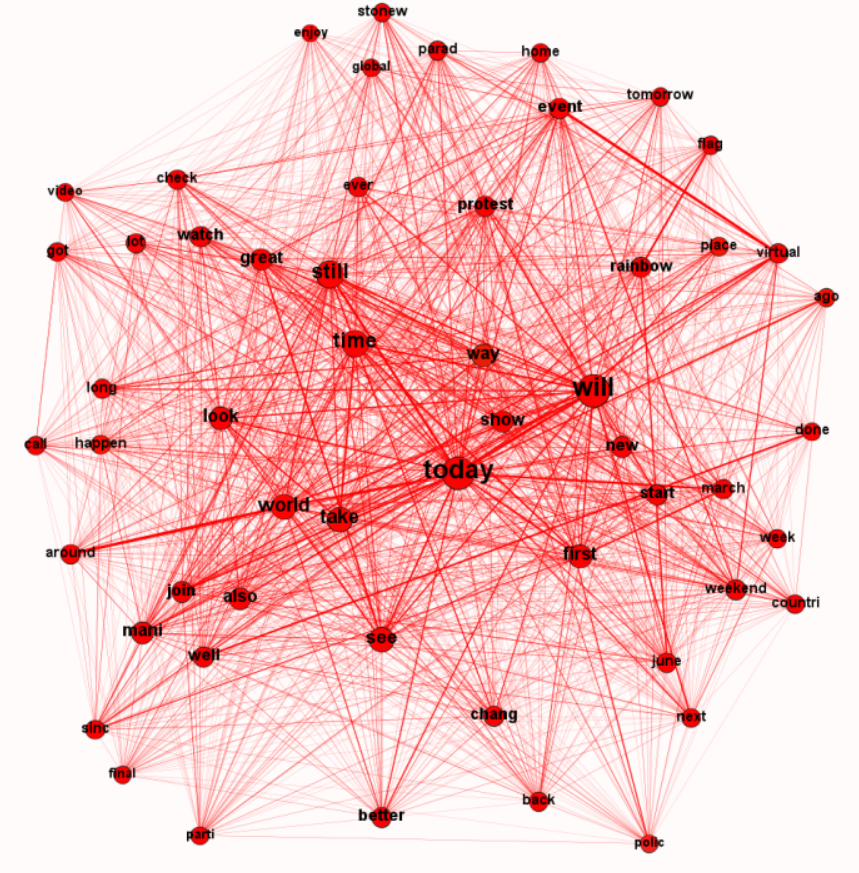 stonew
enjoy
parad
home
global
event
tomorrow
flag
check
ever
video
protest
watch
got
lot
great
still
place
virtual
rainbow
ago
time
way
will
long
look
show
done
call
happen
new
today
start
march
world
take
week
around
first
join
also
weekend
countri
mani
see
well
june
sinc
chang
next
final
back
better
parti
polic